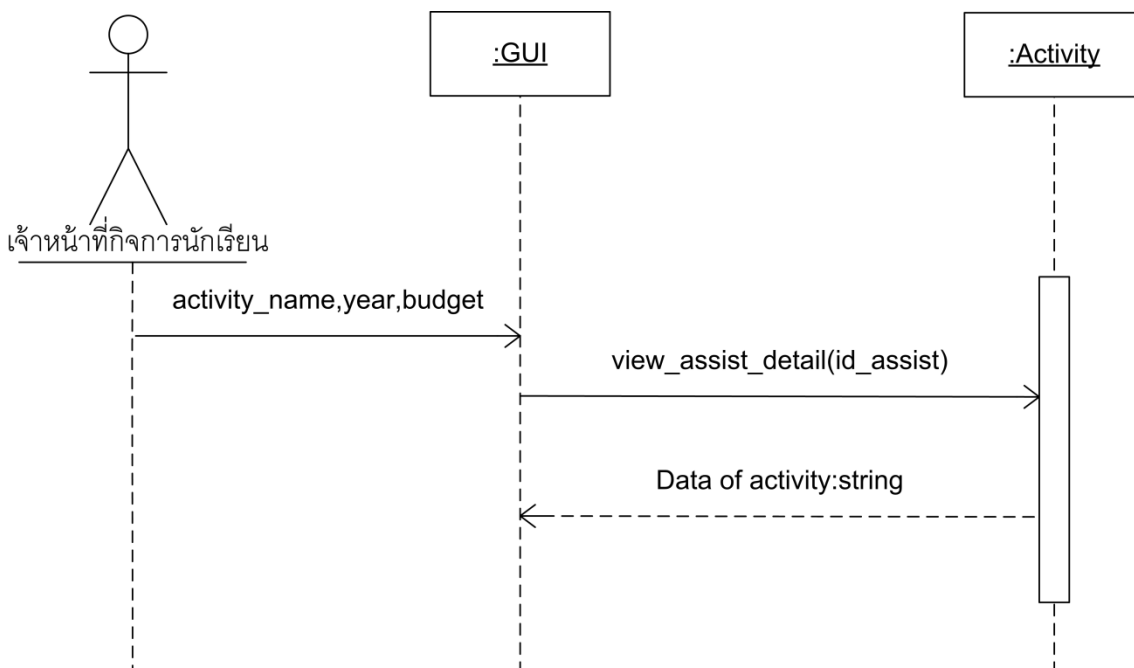 :GUI
:Activity
เจ้าหน้าที่กิจการนักเรียน
activity_name,year,budget
view_assist_detail(id_assist)
Data of activity:string